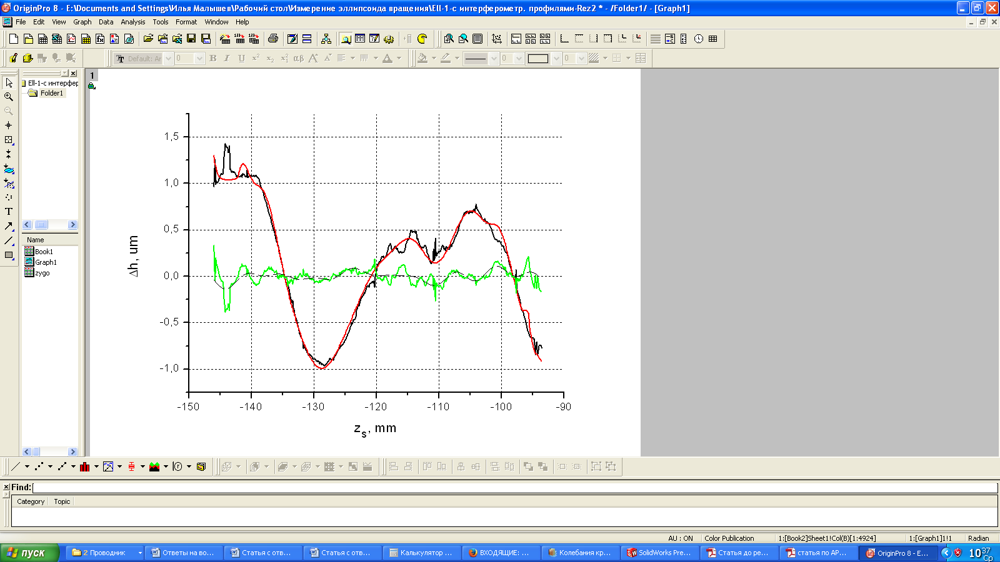 OriginPro 8 - E:\Documents and Settings\Илья Малышев\Рабочий стол\Измерение эллипсоида вращения\Ell-1-с интерферометр. профилями-Rez2 * - /Folder1/ - [Graph1]
File Edit View Graph Data Analysis Tools Format Window Help
Default: Ar 0 B I U αβ 0 0
Ell-1-с интерфер
Folder1
1
Name
Book1
Graph1
zygo
1,5
1,0
0,5
0,0
-0,5
-1,0
Δh, um
-150 -140 -130 -120 -110 -100 -90
zs, mm
Find:
Category Topic
AU : ON Color Publication 1:[Book2]Sheet1!Col(B)[1:4924] 1:[Graph1]1!1 Radian
пуск 2 Проводник Ответы на во... Статья с отв... Статья с отв... Калькулятор ... ВХОДЯЩИЕ: ... Колебания кр... SolidWorks Pre... Статья до ре... статья по АР... OriginPro 8 - E... 10 37
Ср